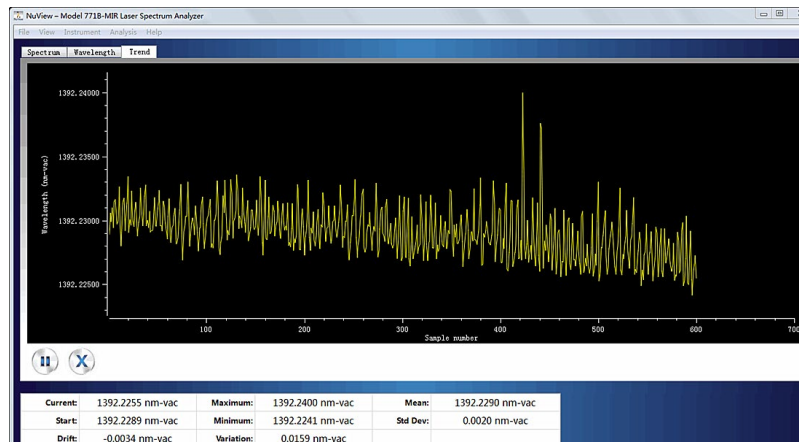 NuView – Model 771B-MIR Laser Spectrum Analyzer
File View Instrument Analysis Help
Spectrum Wavelength Trend
1392.24000
1392.23500
1392.23000
1392.22500
Wavelength (nm-vac)
100 200 300 400 500 600 700
Sample number
Current: 1392.2255 nm-vac Maximum: 1392.2400 nm-vac Mean: 1392.2290 nm-vac
Start: 1392.2289 nm-vac Minimum: 1392.2241 nm-vac Std Dev: 0.0020 nm-vac
Drift: -0.0034 nm-vac Variation: 0.0159 nm-vac